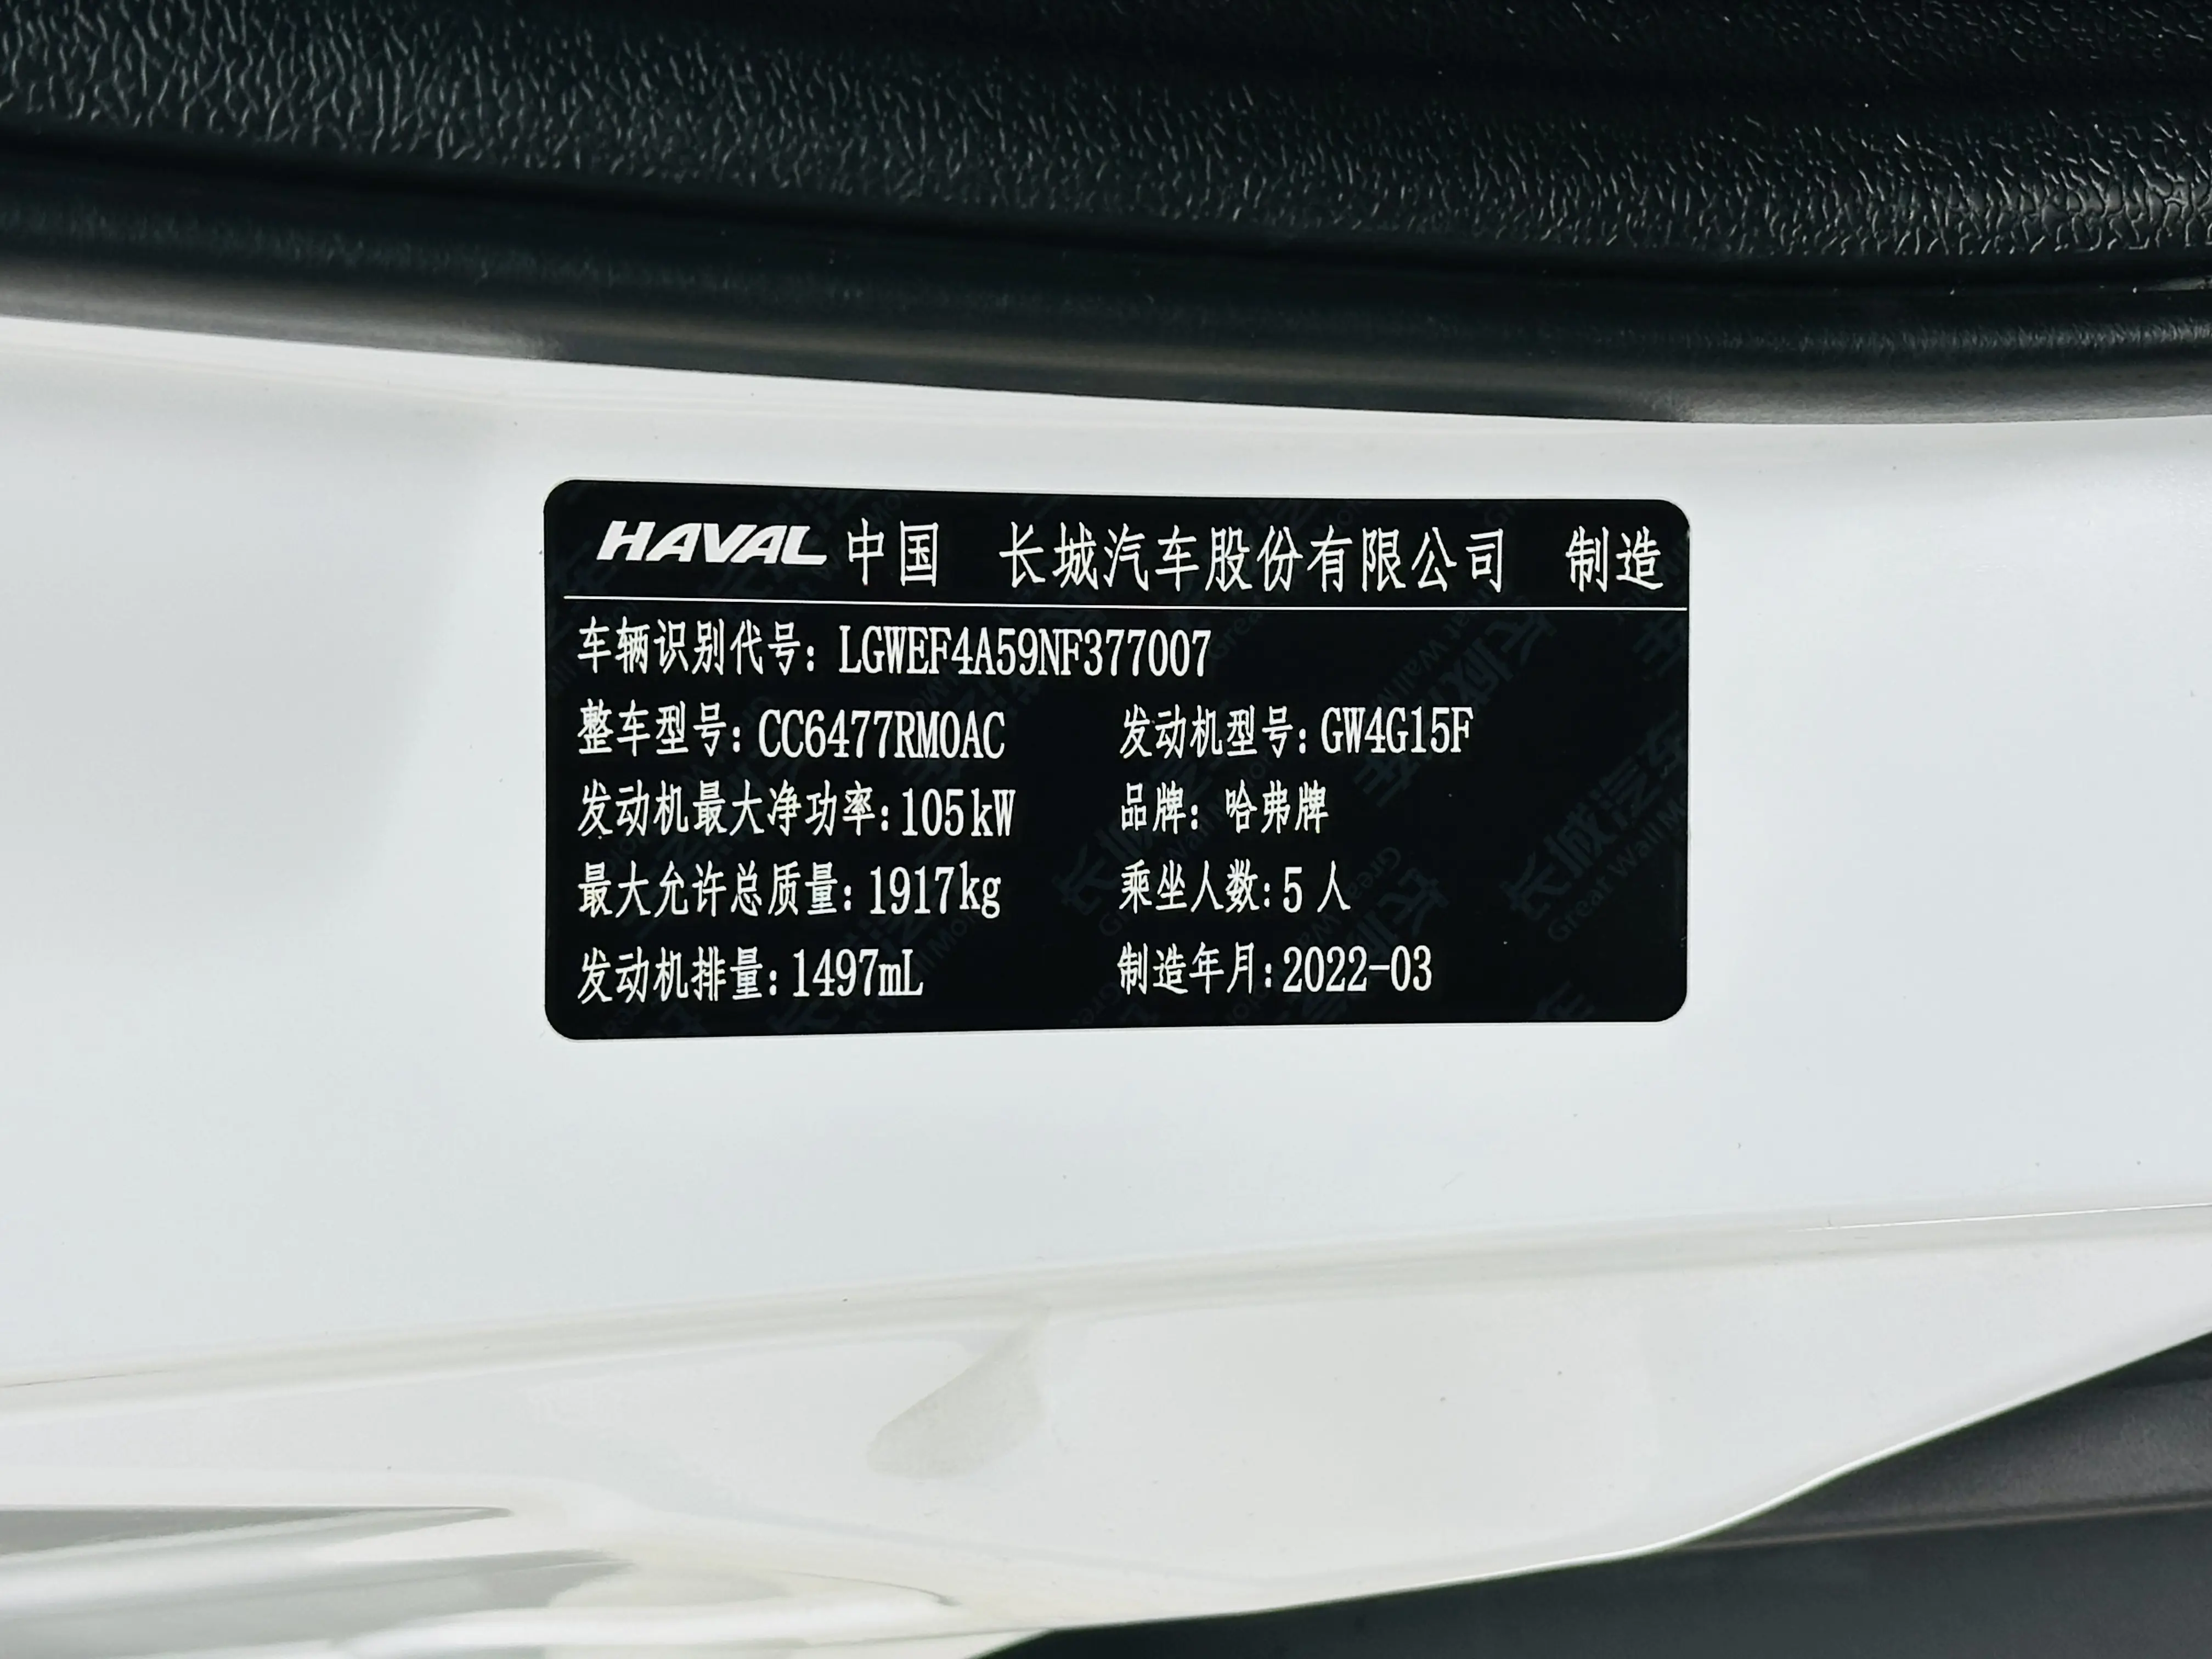 HAVAL 中国 长城汽车股份有限公司 制造
车辆识别代号: LGWEF4A59NF377007
整车型号: CC6477RM0AC 发动机型号: GW4G15F
发动机最大净功率: 105kW 品牌: 哈弗牌
最大允许总质量: 1917kg 乘坐人数: 5 人
发动机排量: 1497mL 制造年月: 2022-03